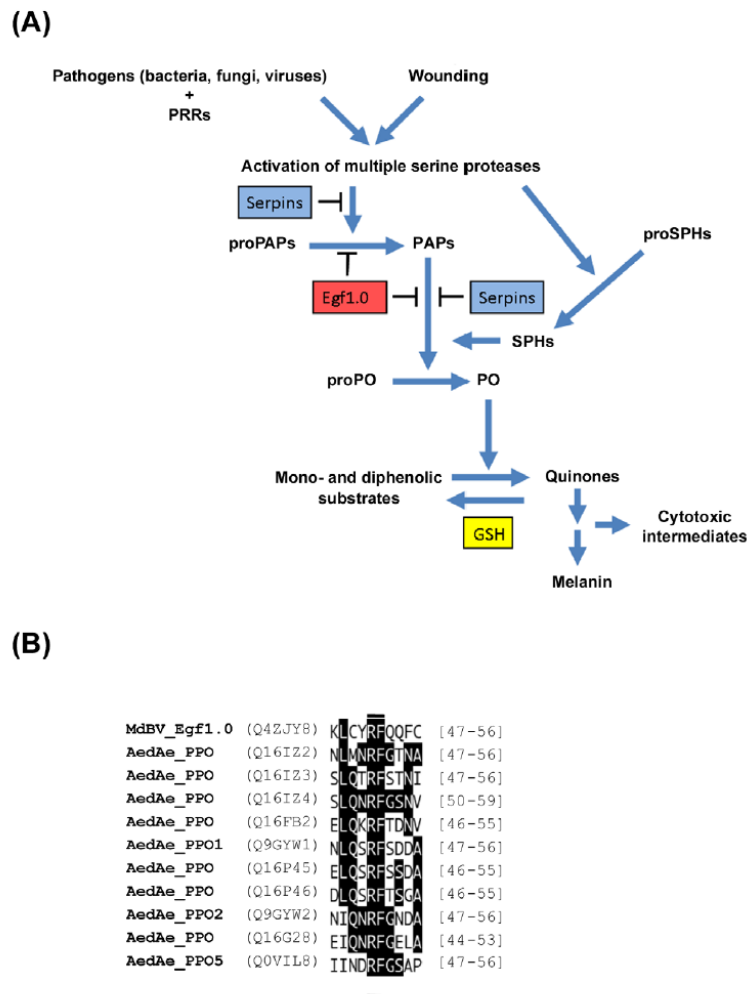 (A)
Pathogens (bacteria, fungi, viruses)
+
PRRs
Wounding
Activation of multiple serine proteases
Serpins
proPAPs
PAPs
proSPHs
Egf1.0
Serpins
SPHs
proPO
PO
Mono- and diphenolic
substrates
Quinones
GSH
Cytotoxic
intermediates
Melanin
(B)
MdBV_Egf1.0 (Q4ZJY8) KLCYRFQQFC [47-56]
AedAe_PPO (Q16IZ2) NLMNRFGTNA [47-56]
AedAe_PPO (Q16IZ3) SLQTRFSTNI [47-56]
AedAe_PPO (Q16IZ4) SLQNRFGSNV [50-59]
AedAe_PPO (Q16FB2) ELQKRFTDNV [46-55]
AedAe_PPO1 (Q9GYW1) NLQSRFSDDA [47-56]
AedAe_PPO (Q16P45) ELQSRFSSDA [46-55]
AedAe_PPO (Q16P46) DLQSRFTSGA [46-55]
AedAe_PPO2 (Q9GYW2) NIQNRFGNDA [47-56]
AedAe_PPO (Q16G28) EIQNRFGELA [44-53]
AedAe_PPO5 (Q0VIL8) IINDRFGSAP [47-56]